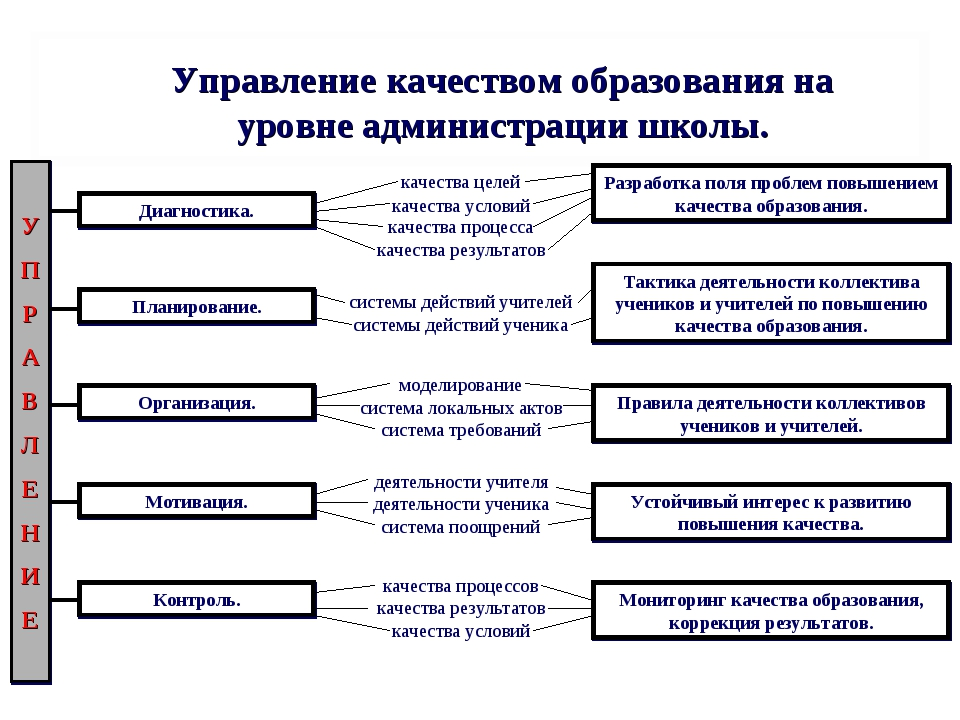 Управление качеством образования на
уровне администрации школы.
У
П
Р
А
В
Л
Е
Н
И
Е
Диагностика.
качества целей
качества условий
качества процесса
качества результатов
Разработка поля проблем повышением
качества образования.
Планирование.
системы действий учителей
системы действий ученика
Тактика деятельности коллектива
учеников и учителей по повышению
качества образования.
Организация.
моделирование
система локальных актов
система требований
Правила деятельности коллективов
учеников и учителей.
Мотивация.
деятельности учителя
деятельности ученика
система поощрений
Устойчивый интерес к развитию
повышения качества.
Контроль.
качества процессов
качества результатов
качества условий
Мониторинг качества образования,
коррекция результатов.